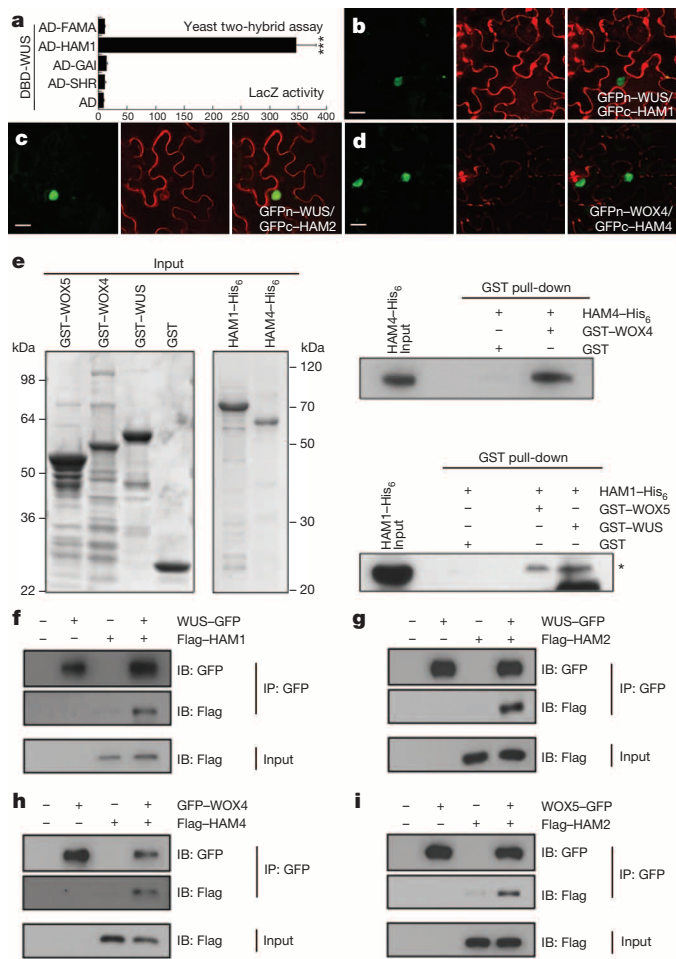 a
Yeast two-hybrid assay
DBD–WUS
AD-FAMA
AD-HAM1
AD-GAI
AD-SHR
AD
***
LacZ activity
0 50 100 150 200 250 300 350 400
b
GFPn–WUS/
GFPc–HAM1
c
GFPn–WUS/
GFPc–HAM2
d
GFPn–WOX4/
GFPc–HAM4
e
Input
GST–WOX5
GST–WOX4
GST–WUS
GST
HAM1–His6
HAM4–His6
kDa
98
64
50
36
22
kDa
120
70
50
30
20
GST pull-down
HAM4–His6
Input
+ + HAM4–His6
– + GST–WOX4
+ – GST
GST pull-down
HAM1–His6
Input
+ + + HAM1–His6
– + – GST–WOX5
– – + GST–WUS
+ – – GST
*
f
– + – + WUS–GFP
– – + + Flag–HAM1
IB: GFP
IP: GFP
IB: Flag
IB: Flag
Input
g
– + – + WUS–GFP
– – + + Flag–HAM2
IB: GFP
IP: GFP
IB: Flag
IB: Flag
Input
h
– + – + GFP–WOX4
– – + + Flag–HAM4
IB: GFP
IP: GFP
IB: Flag
IB: Flag
Input
i
– + – + WOX5–GFP
– – + + Flag–HAM2
IB: GFP
IP: GFP
IB: Flag
IB: Flag
Input